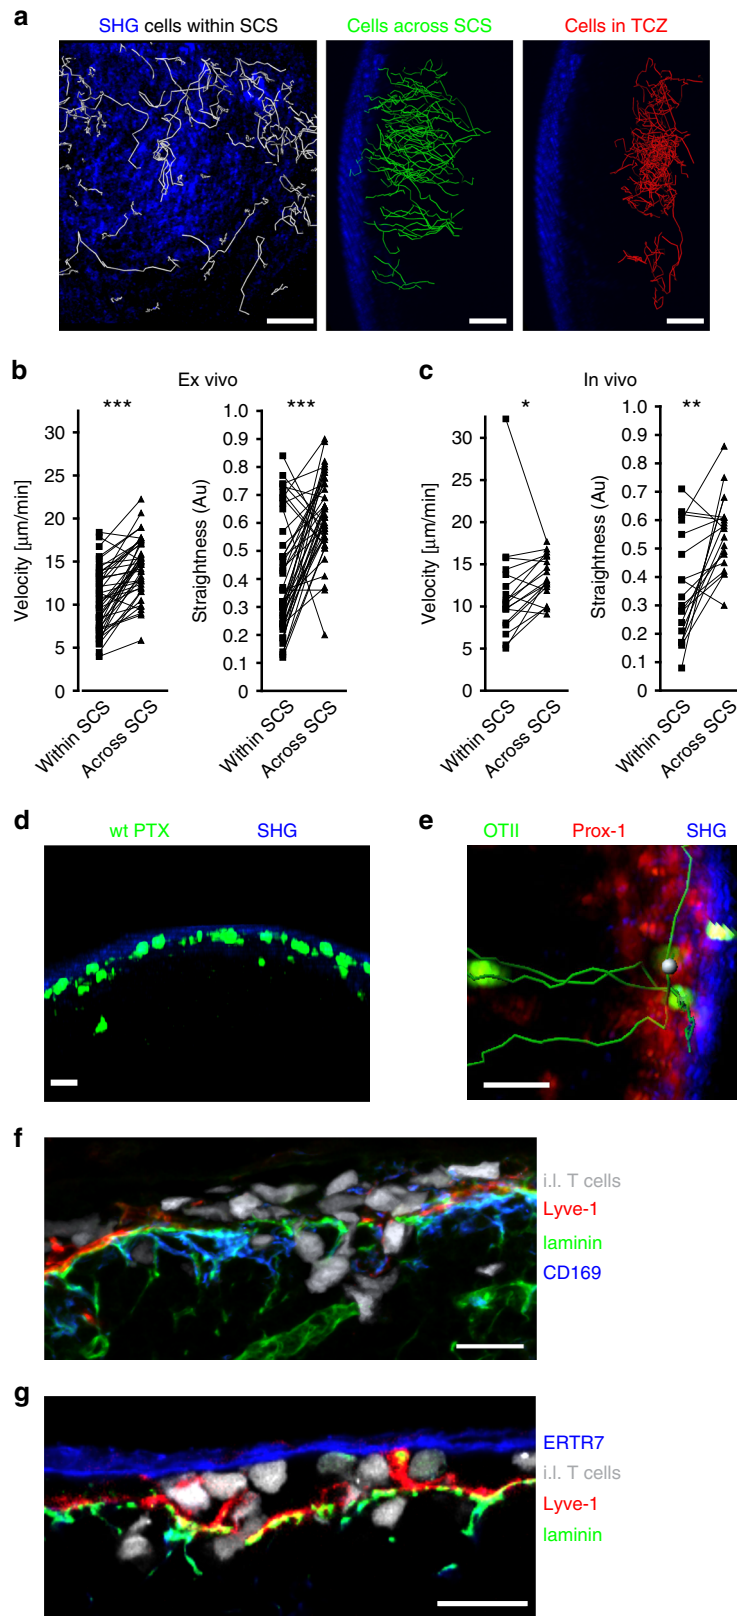 a
SHG cells within SCS
Cells across SCS
Cells in TCZ
b
Ex vivo
***
Velocity [µm/min]
30
25
20
15
10
5
0
Within SCS
Across SCS
***
Straightness (Au)
1.0
0.9
0.8
0.7
0.6
0.5
0.4
0.3
0.2
0.1
0
Within SCS
Across SCS
c
In vivo
*
Velocity [µm/min]
30
25
20
15
10
5
0
Within SCS
Across SCS
**
Straightness (Au)
1.0
0.9
0.8
0.7
0.6
0.5
0.4
0.3
0.2
0.1
0
Within SCS
Across SCS
d
wt PTX
SHG
e
OTII
Prox-1
SHG
f
i.l. T cells
Lyve-1
laminin
CD169
g
ERTR7
i.l. T cells
Lyve-1
laminin